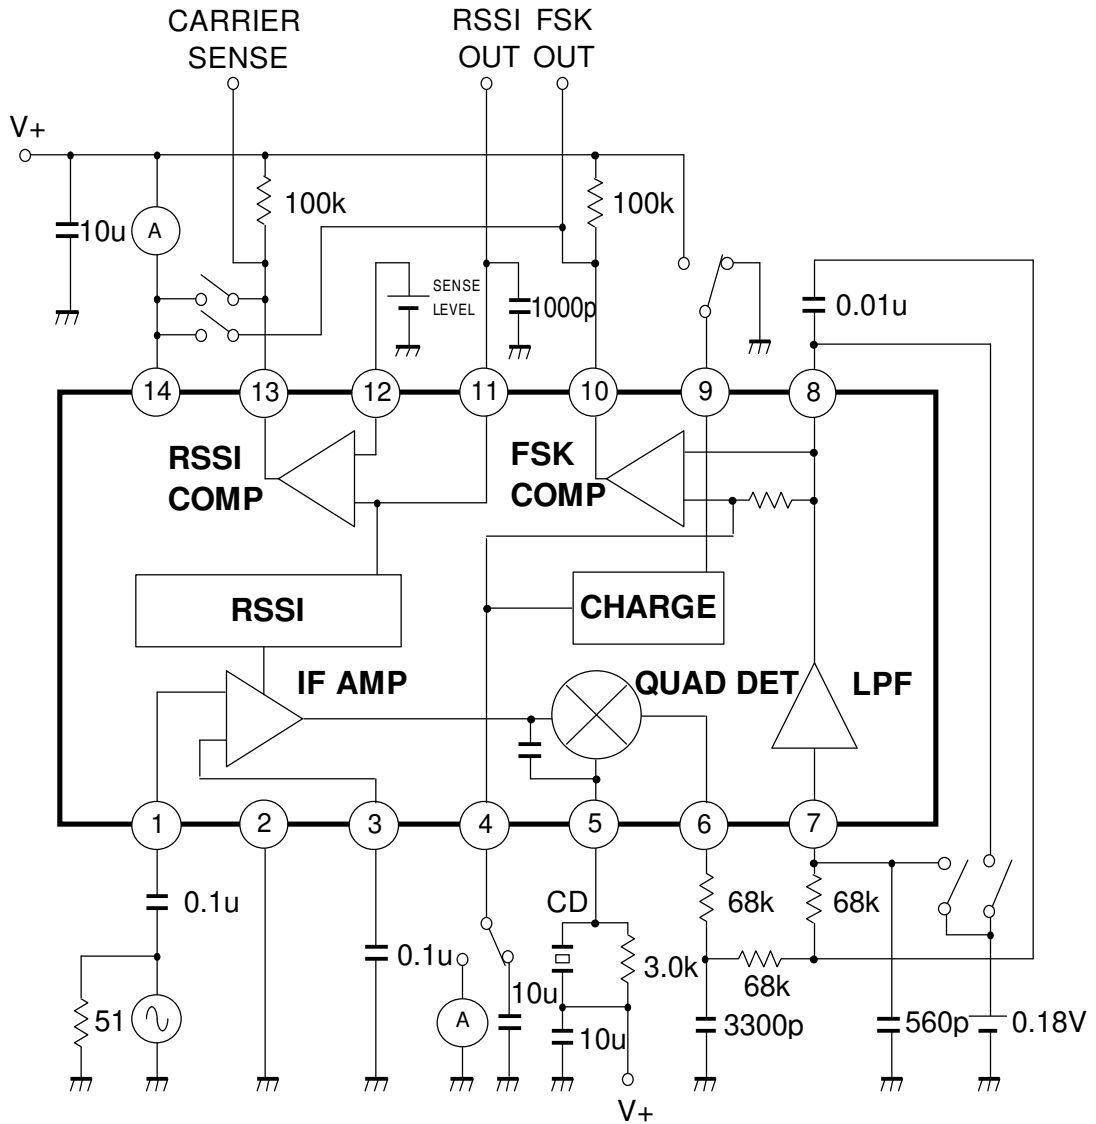 CARRIER
SENSE
RSSI
OUT
FSK
OUT
V+
10u
A
100k
100k
SENSE
LEVEL
1000p
0.01u
14
13
12
11
10
9
8
RSSI
COMP
FSK
COMP
RSSI
CHARGE
IF AMP
QUAD DET
LPF
1
2
3
4
5
6
7
0.1u
CD
68k
68k
0.1u
3.0k
68k
51
A
10u
10u
3300p
560p
0.18V
V+